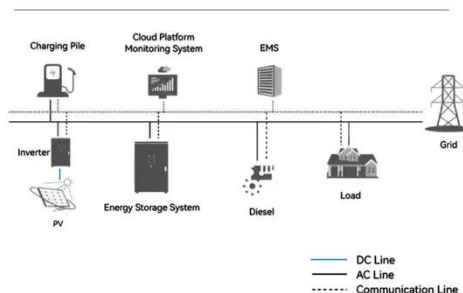 Charging Pile
Cloud Platform
Monitoring System
EMS
Grid
Inverter
PV
Energy Storage System
Diesel
Load
DC Line
AC Line
Communication Line